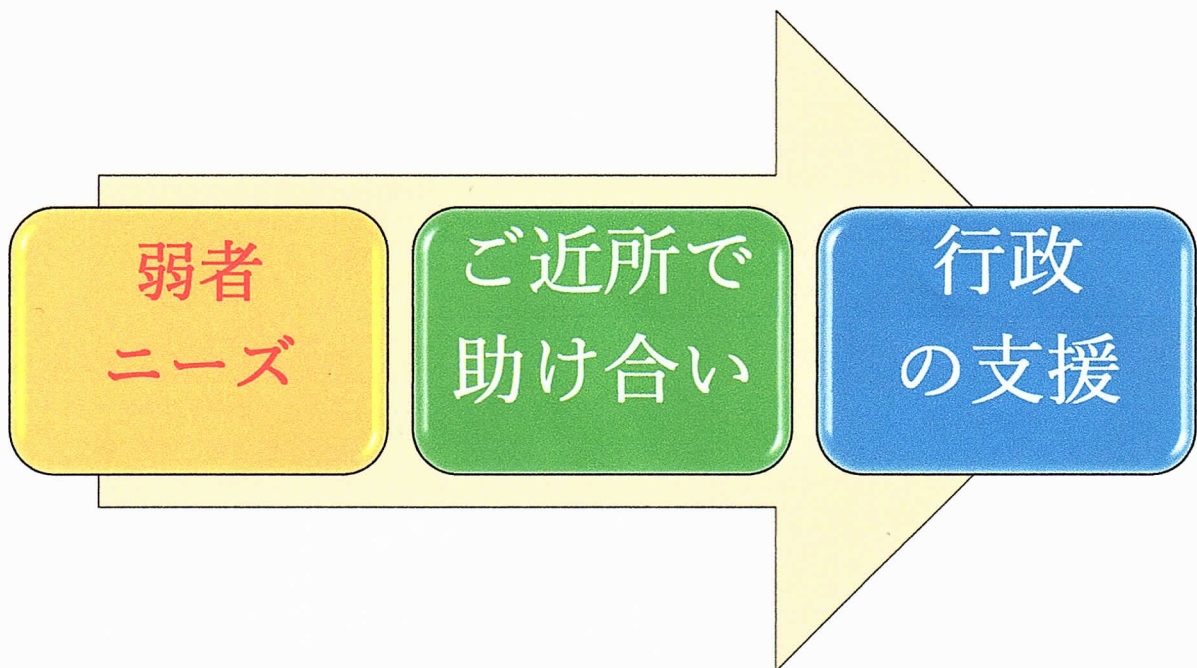 弱者
ニーズ
ご近所で
助け合い
行政
の支援